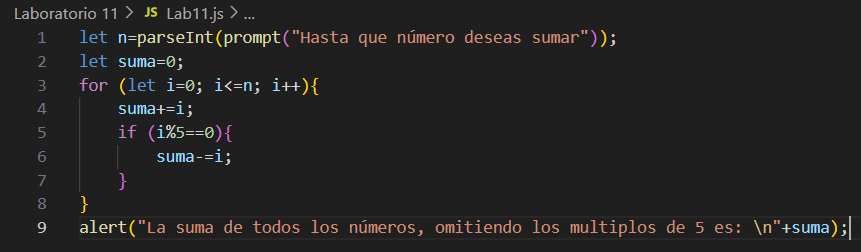 Laboratorio 11 > JS Lab11.js > ...
1 let n=parseInt(prompt("Hasta que número deseas sumar"));
2 let suma=0;
3 for (let i=0; i<=n; i++){
4     suma+=i;
5     if (i%5==0){
6         suma-=i;
7     }
8 }
9 alert("La suma de todos los números, omitiendo los multiplos de 5 es: \n"+suma);